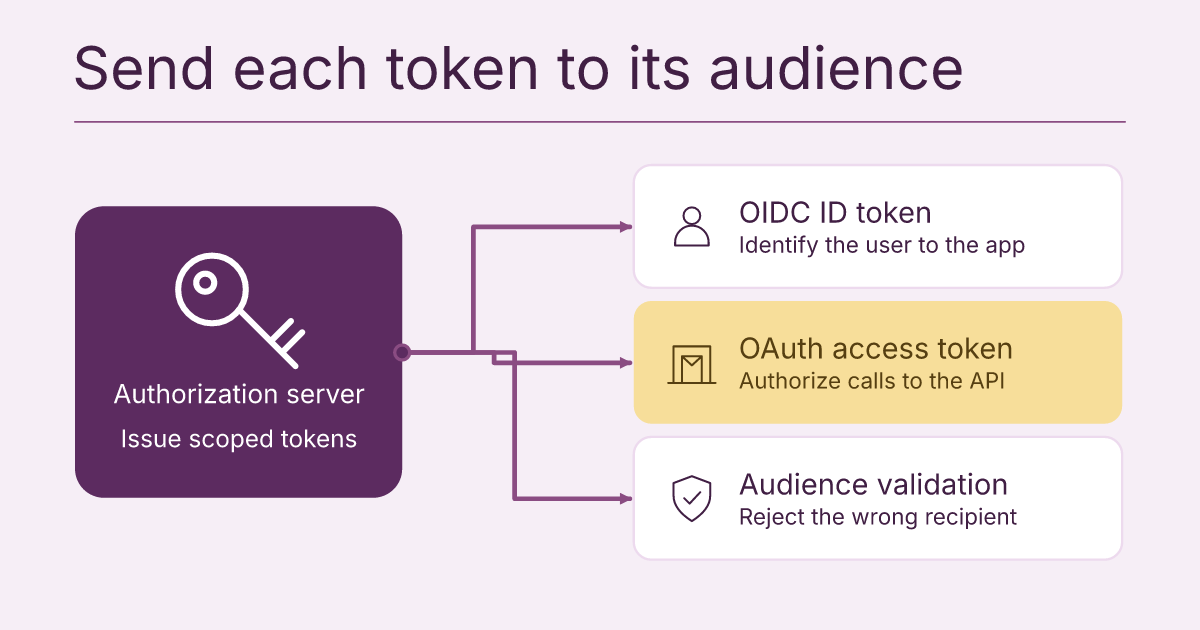 Send each token to its audience
Authorization server
Issue scoped tokens
OIDC ID token
Identify the user to the app
OAuth access token
Authorize calls to the API
Audience validation
Reject the wrong recipient